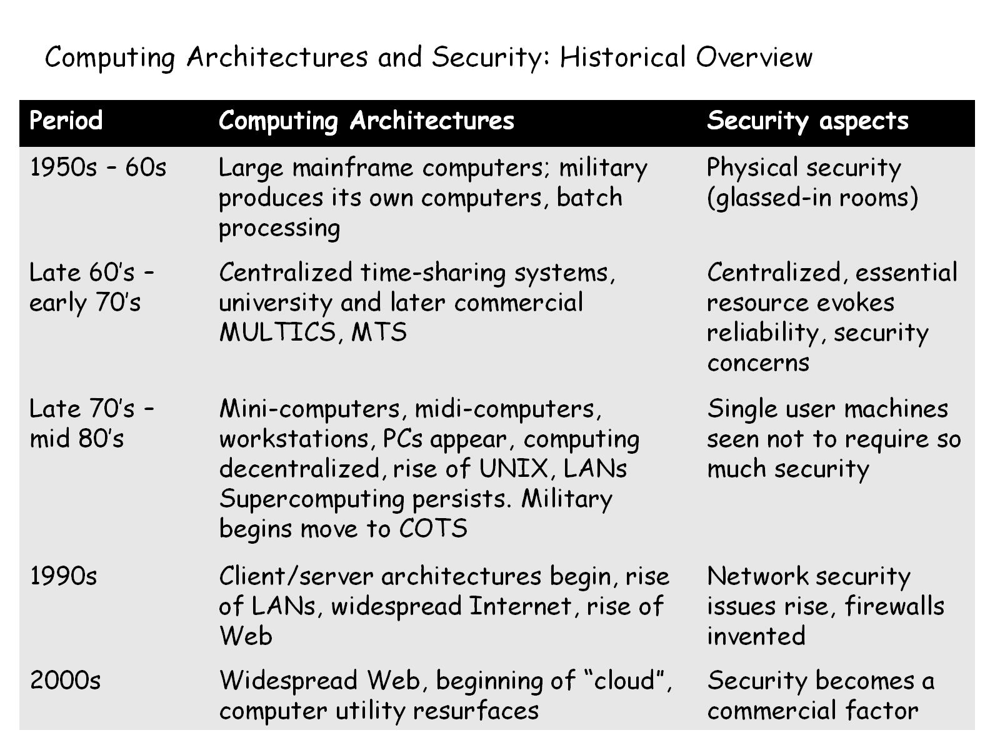 Computing Architectures and Security: Historical Overview
Period
Computing Architectures
Security aspects
1950s – 60s
Large mainframe computers; military
produces its own computers, batch
processing
Physical security
(glassed-in rooms)
Late 60’s –
early 70’s
Centralized time-sharing systems,
university and later commercial
MULTICS, MTS
Centralized, essential
resource evokes
reliability, security
concerns
Late 70’s –
mid 80’s
Mini-computers, midi-computers,
workstations, PCs appear, computing
decentralized, rise of UNIX, LANs
Supercomputing persists. Military
begins move to COTS
Single user machines
seen not to require so
much security
1990s
Client/server architectures begin, rise
of LANs, widespread Internet, rise of
Web
Network security
issues rise, firewalls
invented
2000s
Widespread Web, beginning of “cloud”,
computer utility resurfaces
Security becomes a
commercial factor